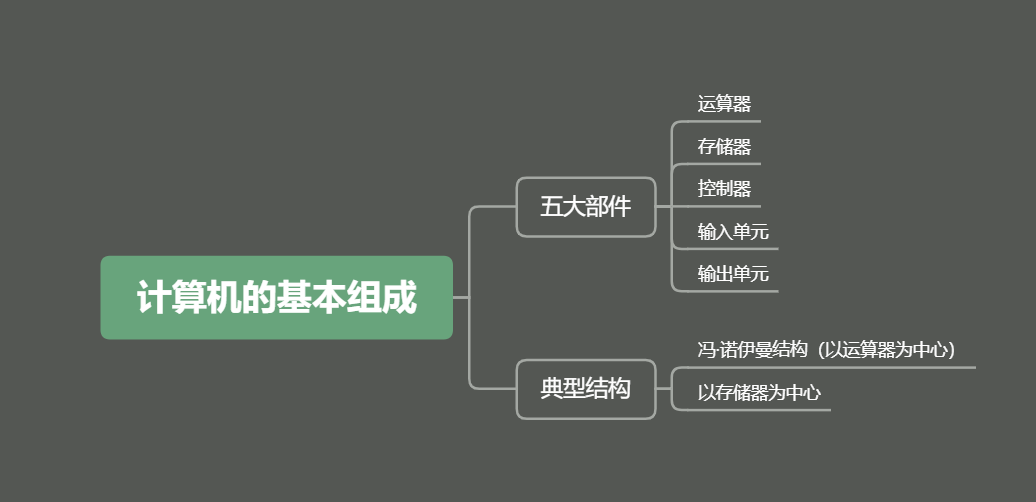 计算机的基本组成
五大部件
运算器
存储器
控制器
输入单元
输出单元
典型结构
冯·诺伊曼结构（以运算器为中心）
以存储器为中心